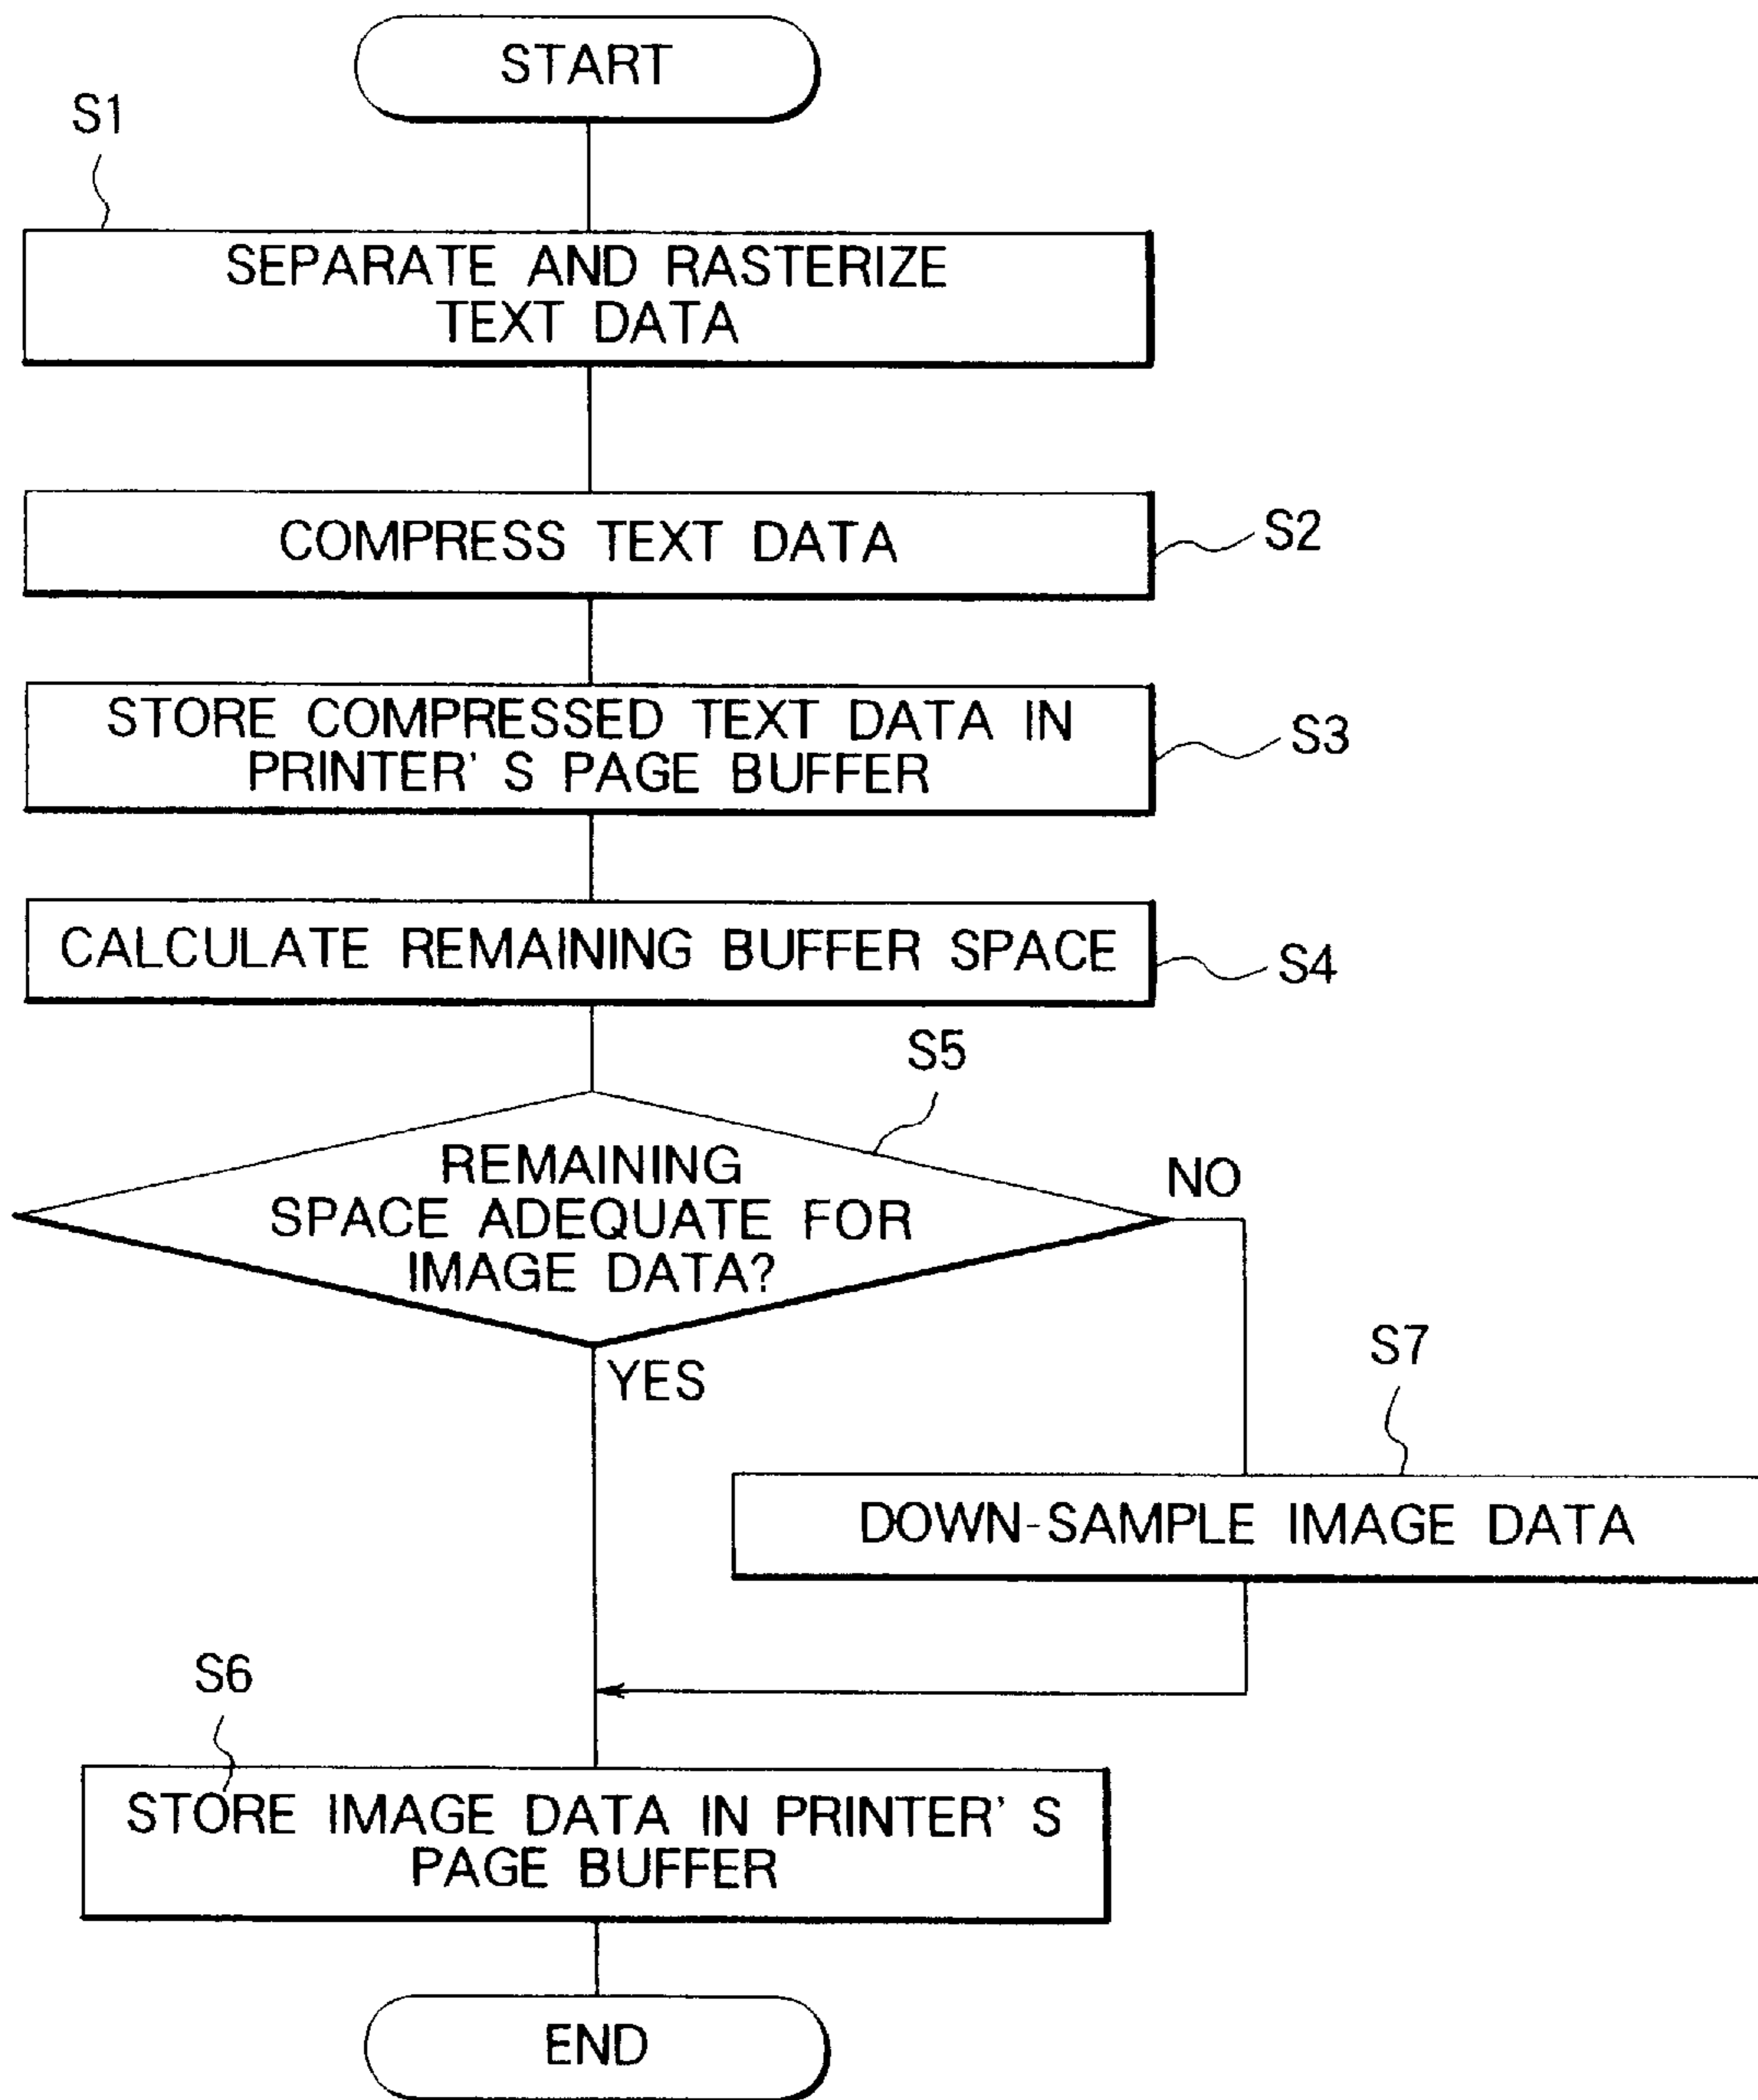 START
S1
SEPARATE AND RASTERIZE
TEXT DATA
COMPRESS TEXT DATA
S2
STORE COMPRESSED TEXT DATA IN
PRINTER' S PAGE BUFFER
S3
CALCULATE REMAINING BUFFER SPACE
S4
S5
REMAINING
SPACE ADEQUATE FOR
IMAGE DATA?
NO
YES
S7
DOWN-SAMPLE IMAGE DATA
S6
STORE IMAGE DATA IN PRINTER' S
PAGE BUFFER
END